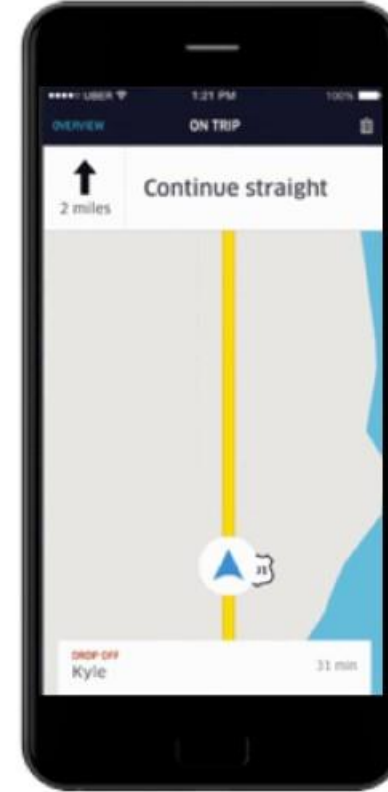 UBER 1:21 PM 100%
OVERVIEW ON TRIP
2 miles
Continue straight
DROP OFF
Kyle
31 min